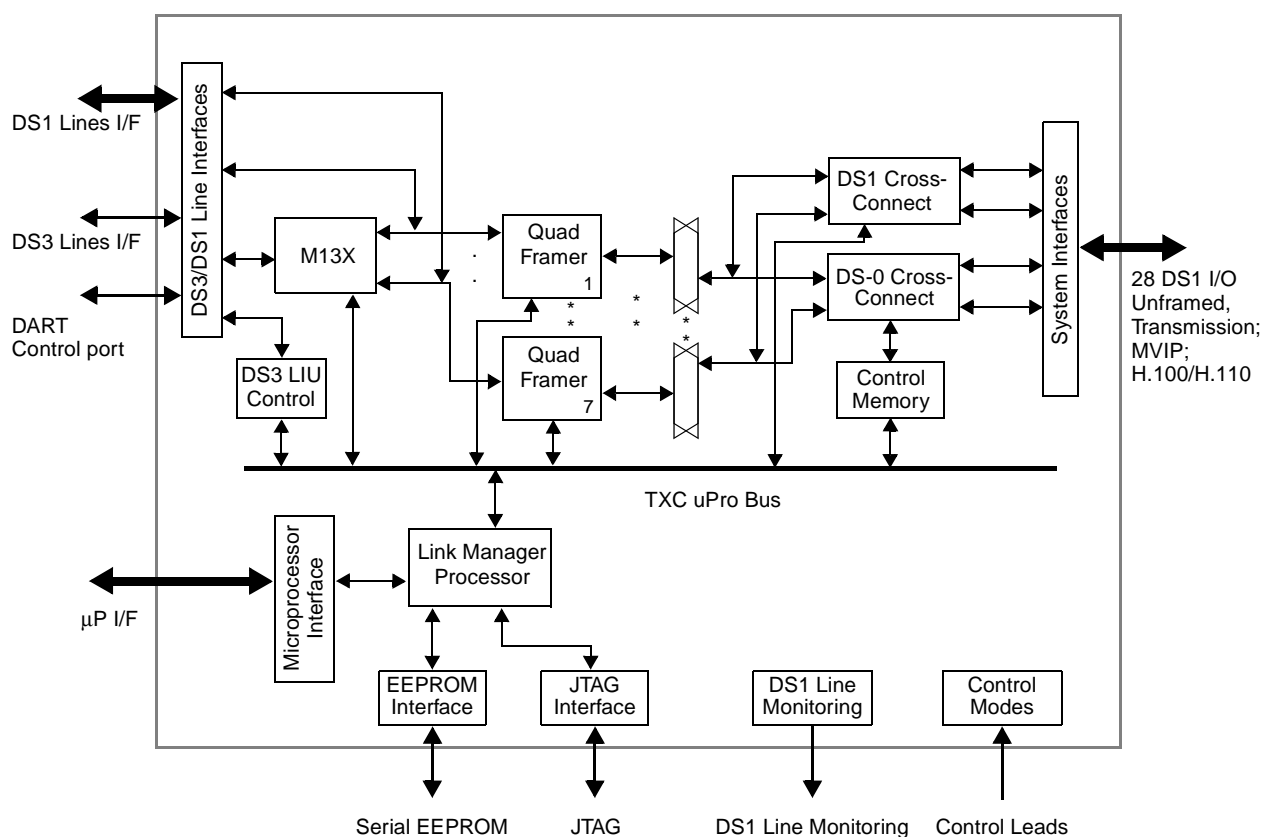 DS1 Lines I/F
DS3 Lines I/F
DART
Control port
DS3/DS1 Line Interfaces
M13X
DS3 LIU
Control
Quad
Framer
1
* *
* *
*
*
*
*
Quad
Framer
7
DS1 Cross-
Connect
DS-0 Cross-
Connect
Control
Memory
System Interfaces
28 DS1 I/O
Unframed,
Transmission;
MVIP;
H.100/H.110
TXC uPro Bus
μP I/F
Microprocessor
Interface
Link Manager
Processor
EEPROM
Interface
JTAG
Interface
DS1 Line
Monitoring
Control
Modes
Serial EEPROM
JTAG
DS1 Line Monitoring
Control Leads